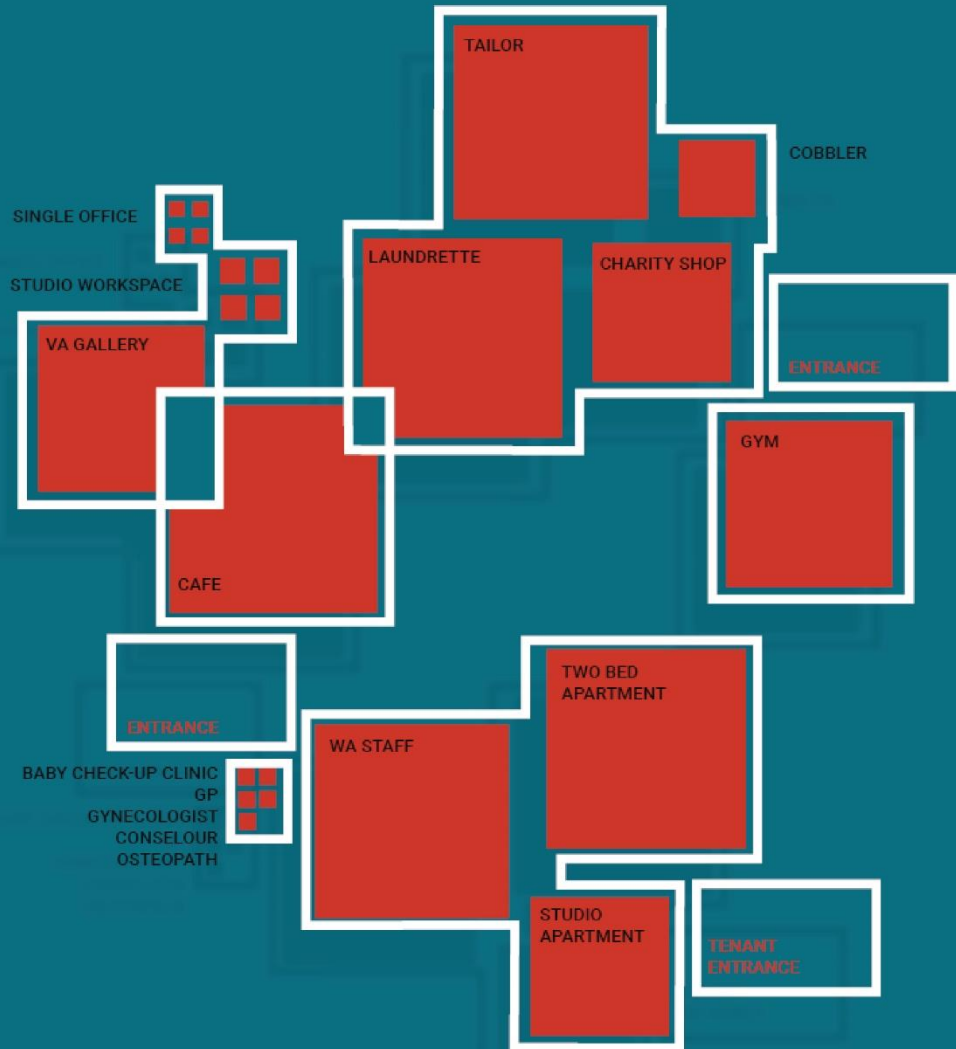 TAILOR
COBBLER
SINGLE OFFICE
LAUNDRETTE
CHARITY SHOP
STUDIO WORKSPACE
VA GALLERY
ENTRANCE
GYM
CAFE
TWO BED
APARTMENT
ENTRANCE
WA STAFF
BABY CHECK-UP CLINIC
GP
GYNECOLOGIST
CONSELOUR
OSTEOPATH
STUDIO
APARTMENT
TENANT
ENTRANCE